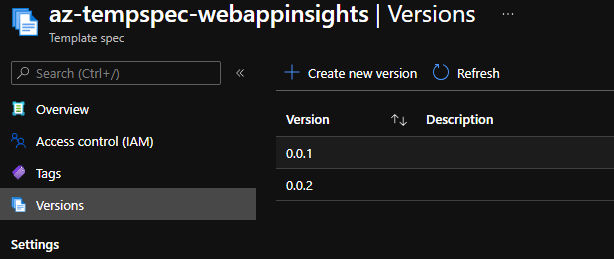 az-tempspec-webappinsights | Versions ...
Template spec
Search (Ctrl+/) «
Overview
Access control (IAM)
Tags
Versions
Settings
+ Create new version Refresh
Version ↑↓ Description
0.0.1
0.0.2